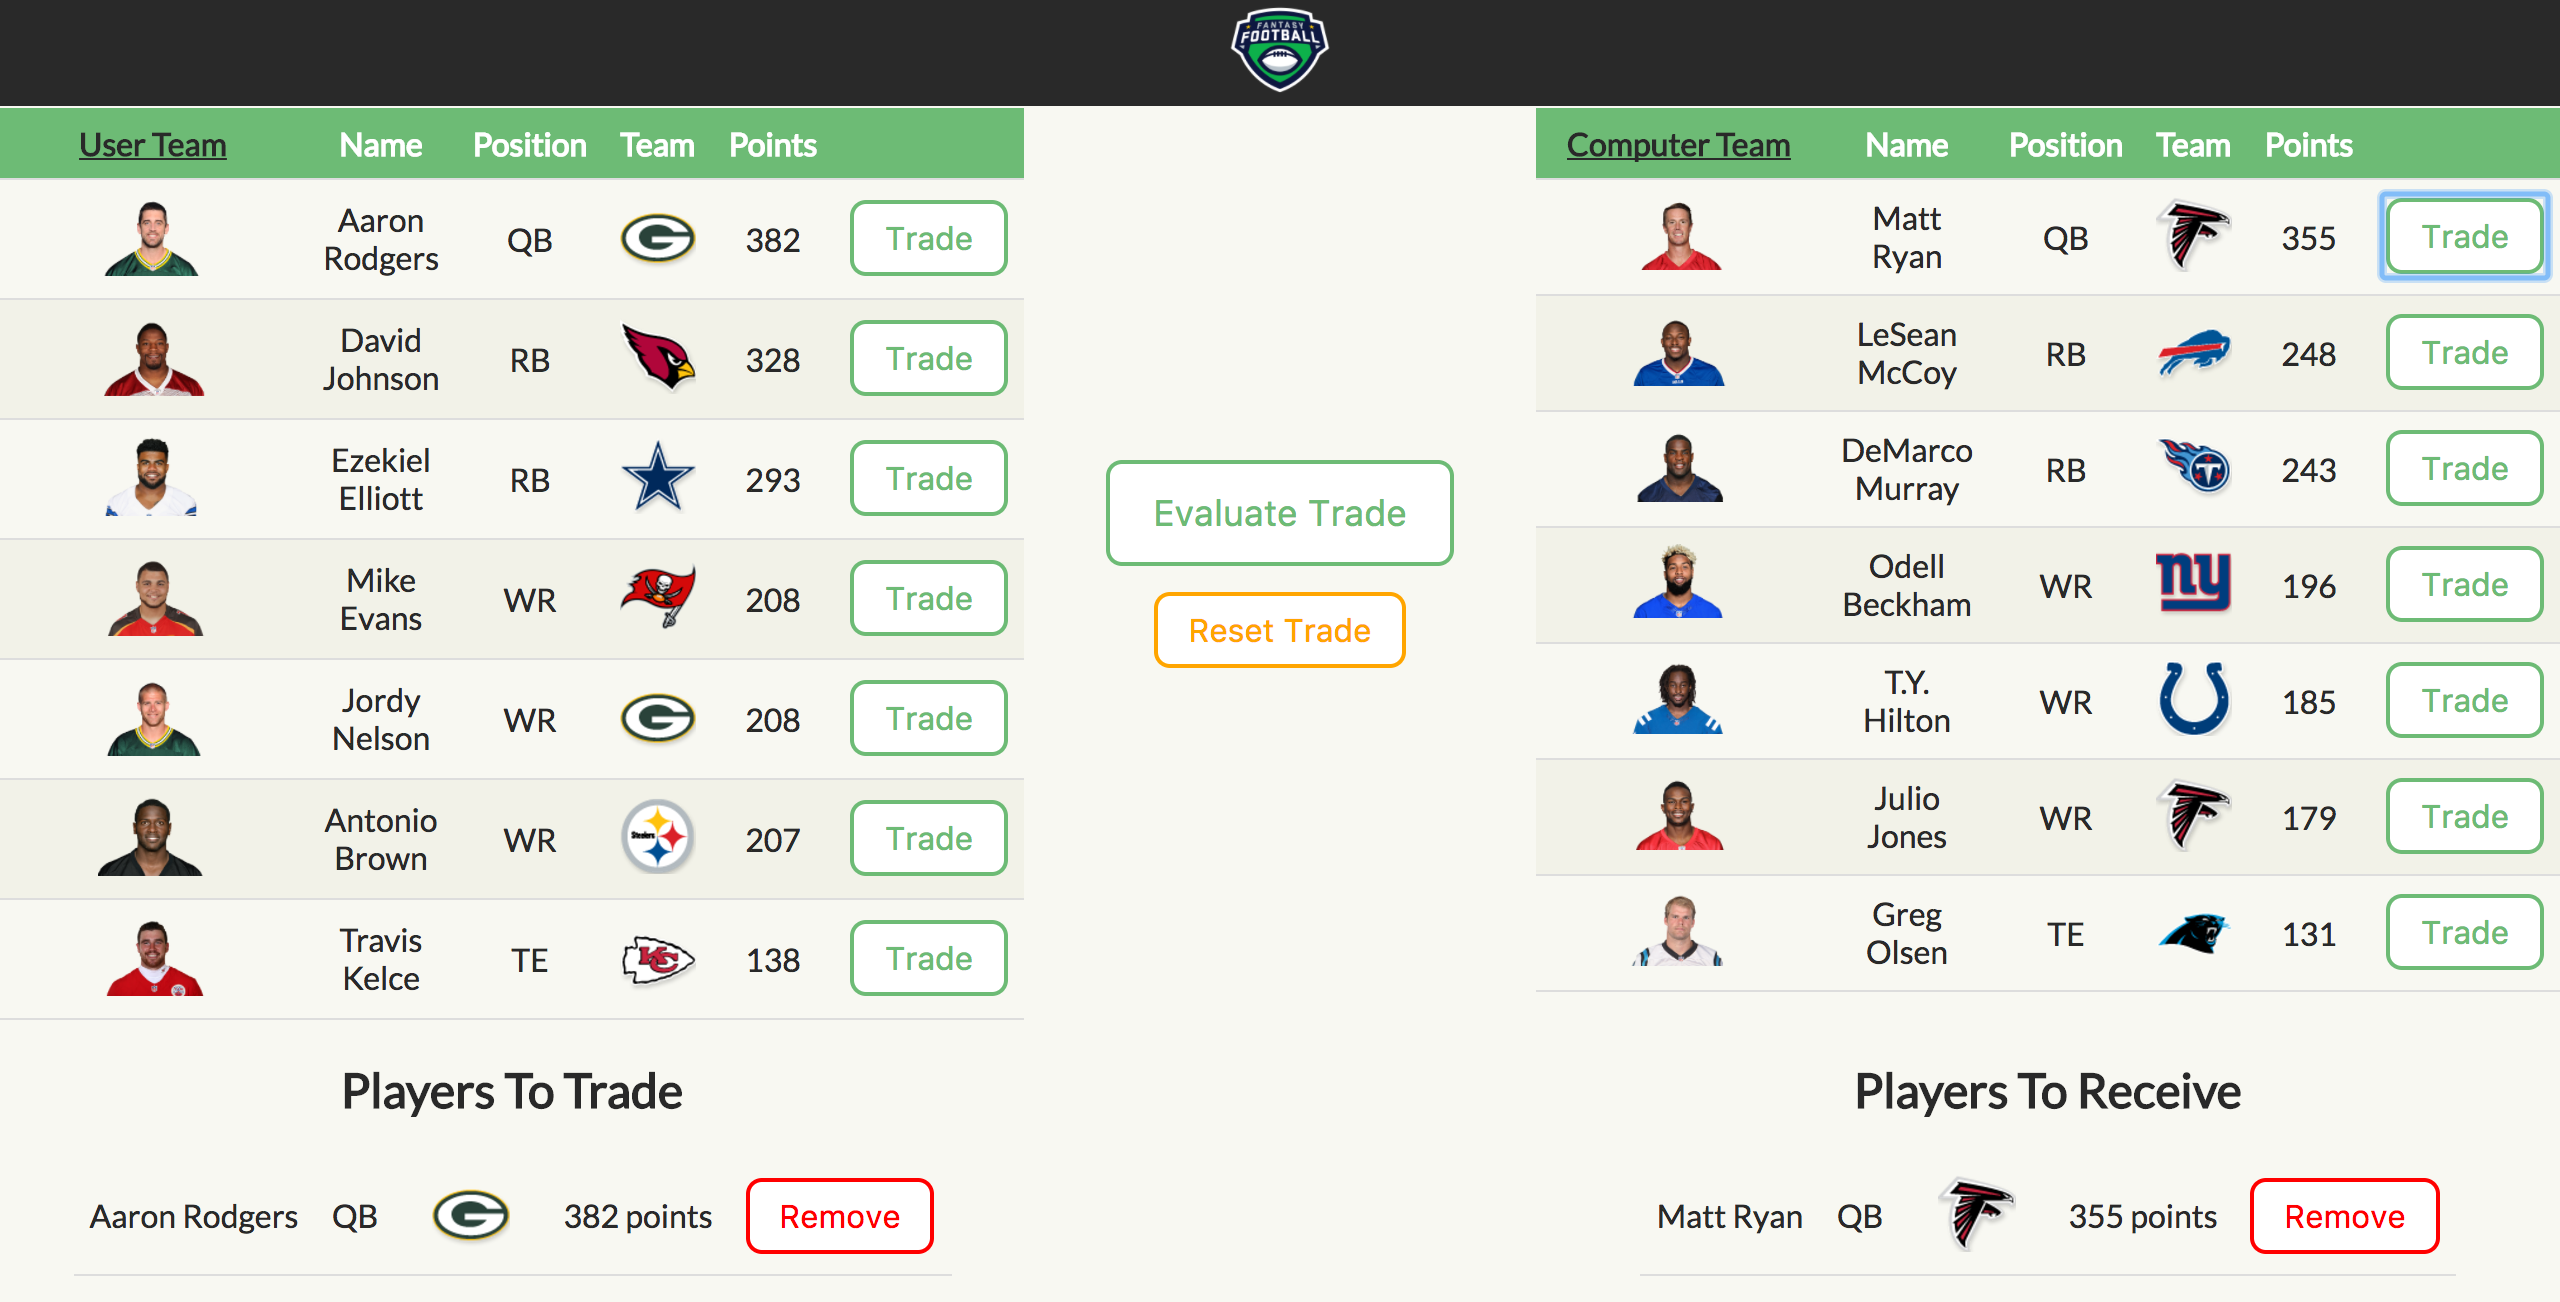 FANTASY
FOOTBALL
User Team Name Position Team Points
Aaron
Rodgers QB 382 Trade
David
Johnson RB 328 Trade
Ezekiel
Elliott RB 293 Trade
Mike
Evans WR 208 Trade
Jordy
Nelson WR 208 Trade
Antonio
Brown WR Steelers 207 Trade
Travis
Kelce TE KC 138 Trade
Evaluate Trade
Reset Trade
Computer Team Name Position Team Points
Matt
Ryan QB 355 Trade
LeSean
McCoy RB 248 Trade
DeMarco
Murray RB T 243 Trade
Odell
Beckham WR ny 196 Trade
T.Y.
Hilton WR 185 Trade
Julio
Jones WR 179 Trade
Greg
Olsen TE 131 Trade
Players To Trade
Aaron Rodgers QB G 382 points Remove
Players To Receive
Matt Ryan QB 355 points Remove